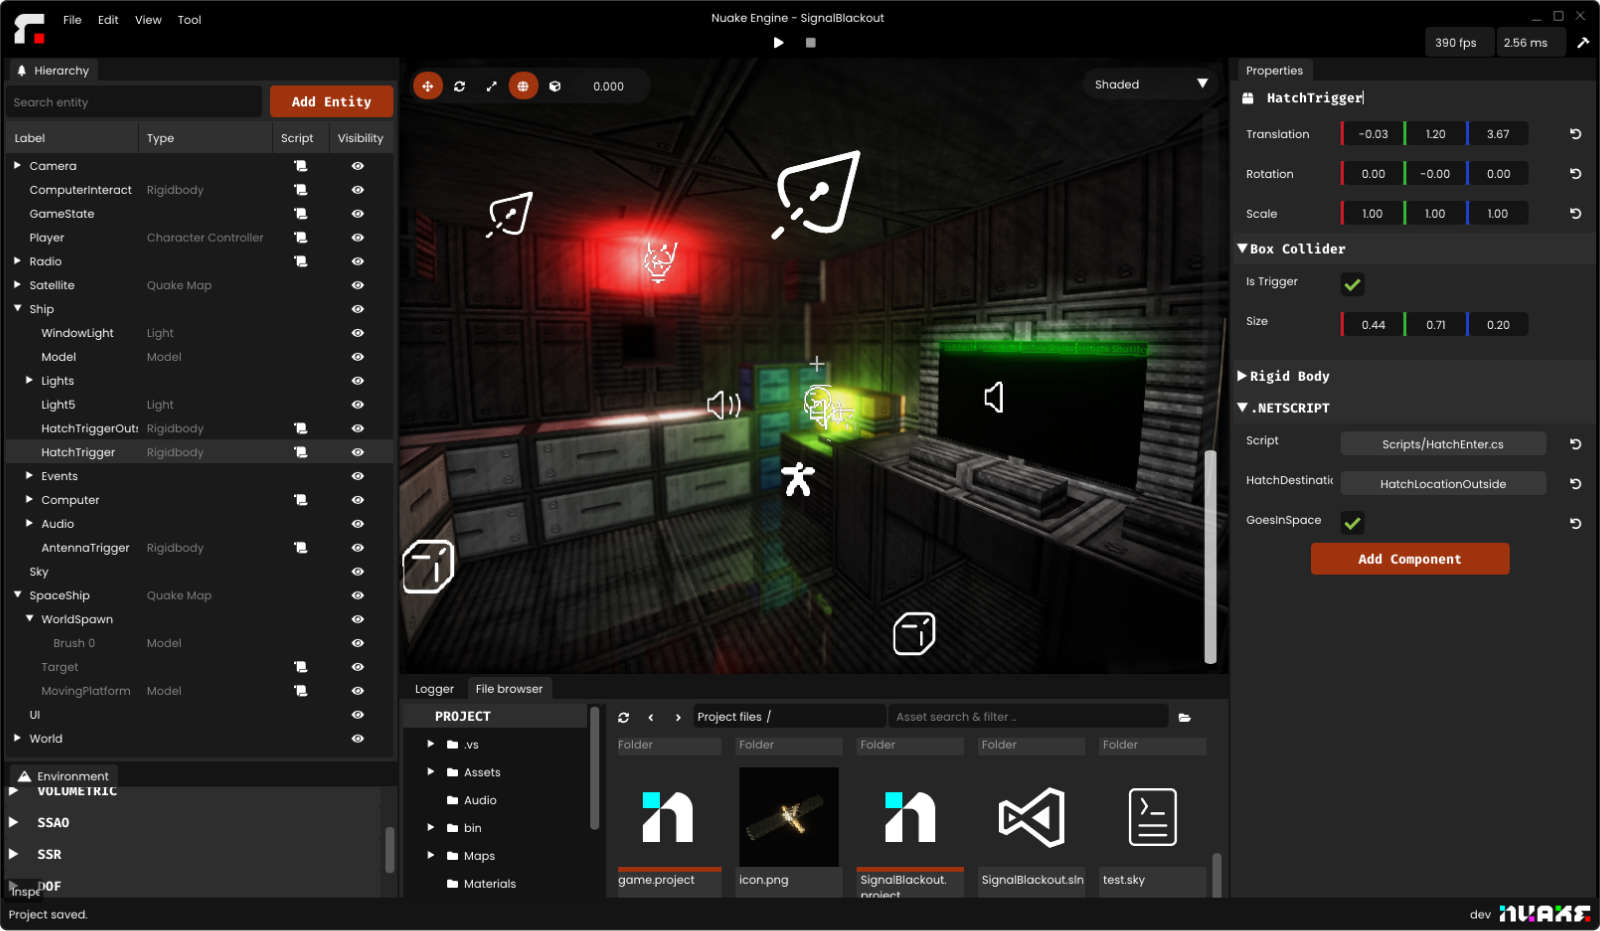 File Edit View Tool
Nuake Engine - SignalBlackout
390 fps 2.56 ms
Hierarchy
Search entity Add Entity
Label Type Script Visibility
Camera
ComputerInteract Rigidbody
GameState
Player Character Controller
Radio
Satellite Quake Map
Ship
WindowLight Light
Model Model
Lights
Light5 Light
HatchTriggerOuts Rigidbody
HatchTrigger Rigidbody
Events
Computer
Audio
AntennaTrigger Rigidbody
Sky
SpaceShip Quake Map
WorldSpawn
Brush 0 Model
Target
MovingPlatform Model
UI
World
Environment
VOLUMETRIC
SSAO
SSR
DOF
Inspe
Project saved.
0.000
Shaded
Logger File browser
PROJECT
.vs
Assets
Audio
bin
Maps
Materials
Project files /
Asset search & filter ..
Folder Folder Folder Folder Folder
game.project icon.png SignalBlackout.
project SignalBlackout.sln test.sky
Properties
HatchTrigger
Translation -0.03 1.20 3.67
Rotation 0.00 -0.00 0.00
Scale 1.00 1.00 1.00
Box Collider
Is Trigger
Size 0.44 0.71 0.20
Rigid Body
.NETSCRIPT
Script Scripts/HatchEnter.cs
HatchDestinatic HatchLocationOutside
GoesInSpace
Add Component
dev NUAKE